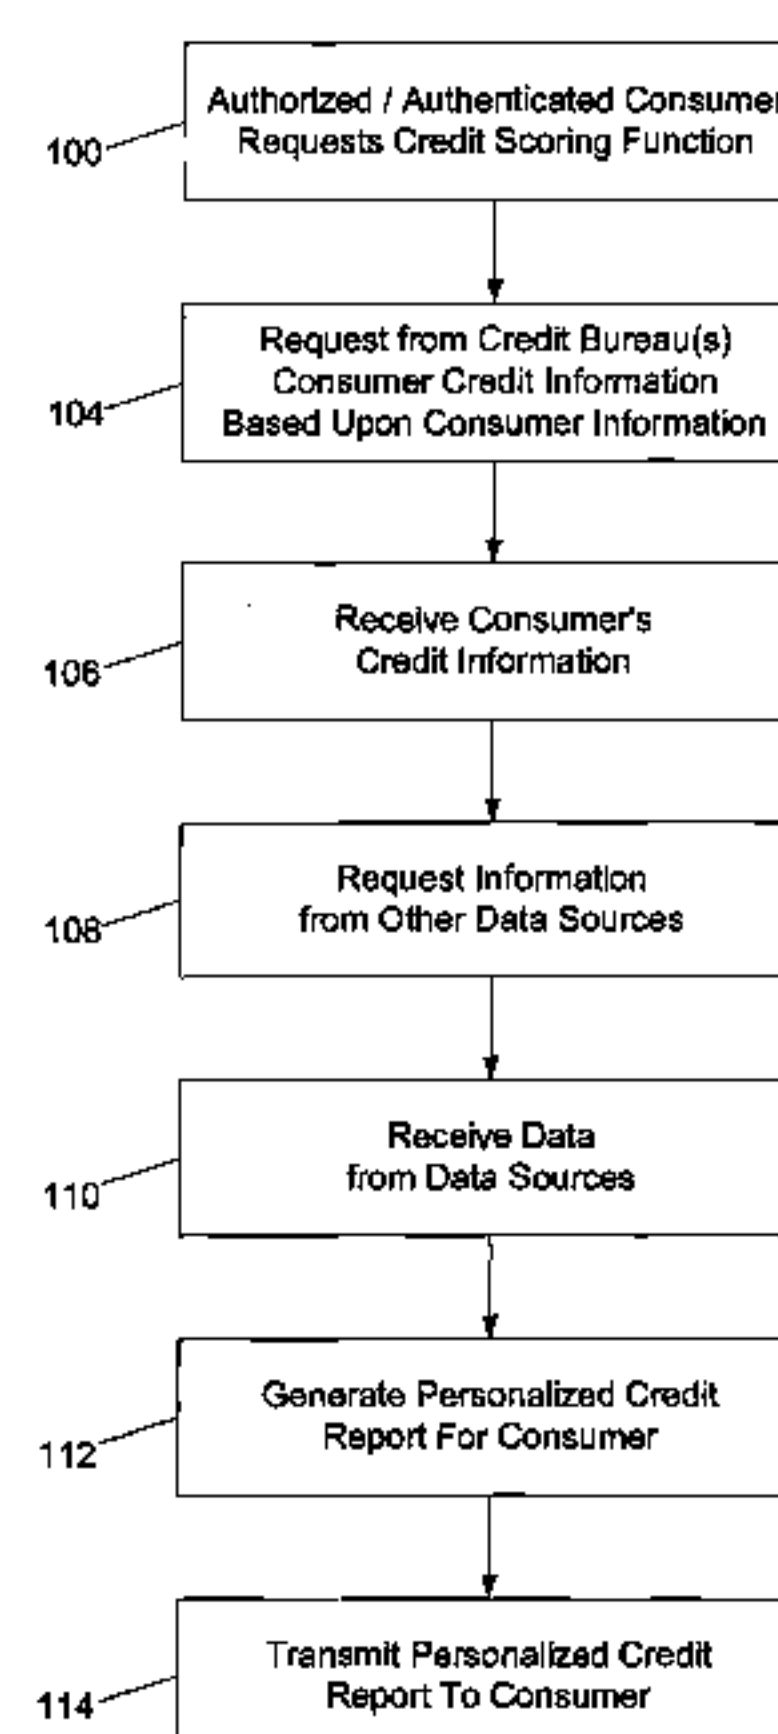 Authorized / Authenticated Consumer
Requests Credit Scoring Function
100
Request from Credit Bureau(s)
Consumer Credit Information
Based Upon Consumer Information
104
Receive Consumer's
Credit Information
106
Request Information
from Other Data Sources
108
Receive Data
from Data Sources
110
Generate Personalized Credit
Report For Consumer
112
Transmit Personalized Credit
Report To Consumer
114